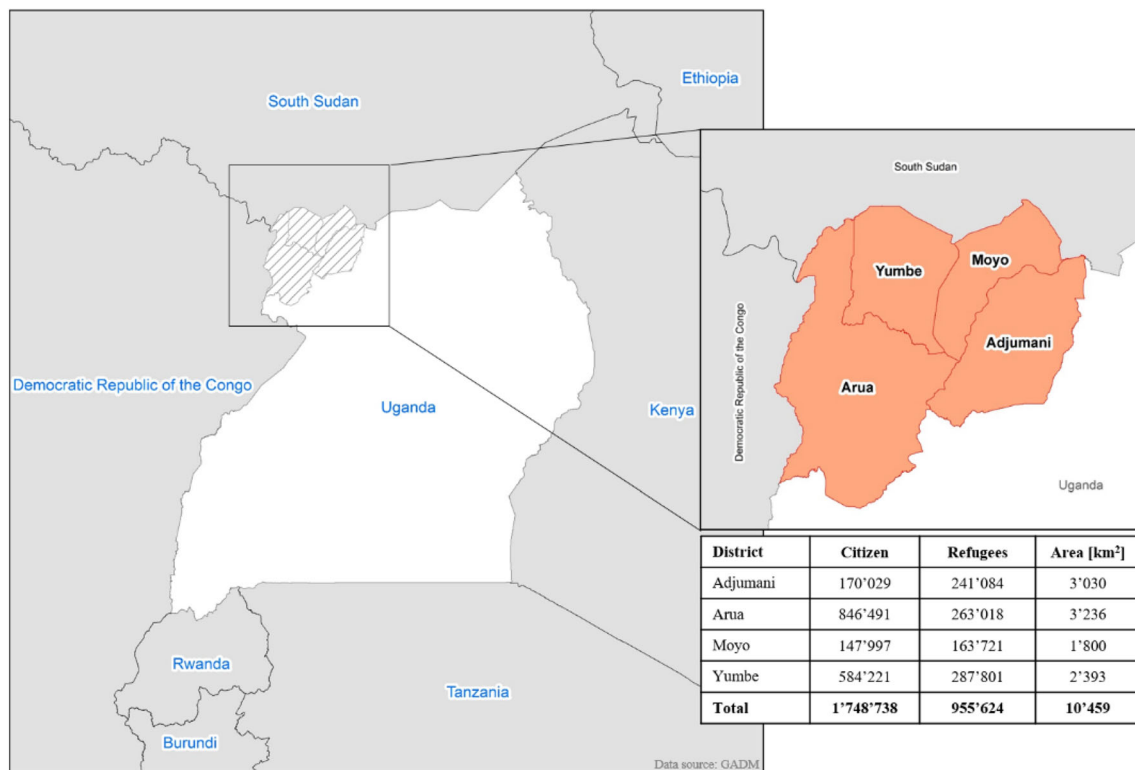 Ethiopia
South Sudan
Democratic Republic of the Congo
Uganda
Kenya
Rwanda
Tanzania
Burundi
Data source: GADM
South Sudan
Yumbe
Moyo
Adjumani
Arua
Democratic Republic of the Congo
Uganda
District Citizen Refugees Area [km²]
Adjumani 170'029 241'084 3'030
Arua 846'491 263'018 3'236
Moyo 147'997 163'721 1'800
Yumbe 584'221 287'801 2'393
Total 1'748'738 955'624 10'459